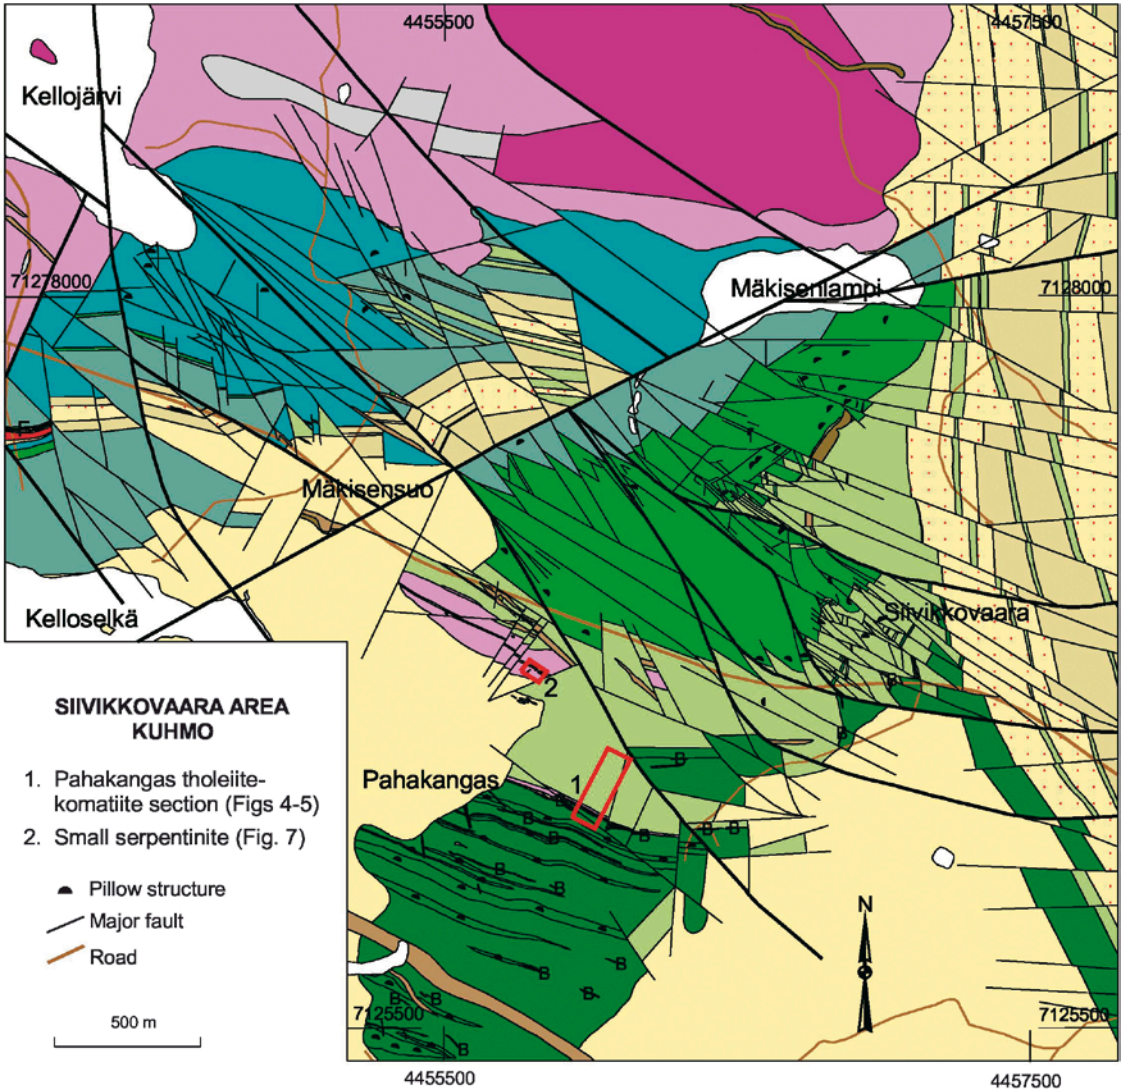 4455500
4457500
Kellojärvi
71278000
Mäkisenlampi
7128000
F
Mäkisensuo
Kelloselkä
Siivikkovaara
B
2
B
SIIVIKKOVAARA AREA
KUHMO
B
Pahakangas
1
1. Pahakangas tholeiite-
komatiite section (Figs 4-5)
2. Small serpentinite (Fig. 7)
B
B
B
B
B
B
B
B
B
Pillow structure
Major fault
Road
N
B
B
B
B
B
500 m
7125500
7125500
B
4455500
4457500